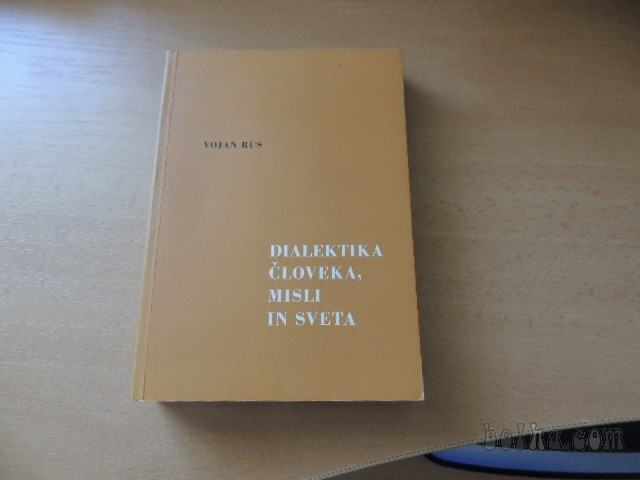 VOJAN RUS
DIALEKTIKA
ČLOVEKA,
MISLI
IN SVETA
bolha.com